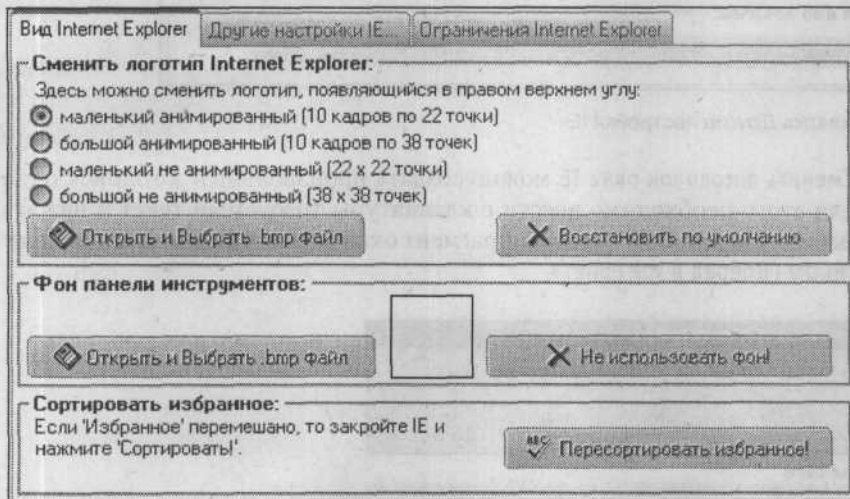 Вид Internet Explorer Другие настройки IE... Ограничения Internet Explorer
Сменить логотип Internet Explorer:
Здесь можно сменить логотип, появляющийся в правом верхнем углу:
маленький анимированный (10 кадров по 22 точки)
большой анимированный (10 кадров по 38 точек)
маленький не анимированный (22 х 22 точки)
большой не анимированный (38 х 38 точек)
Открыть и Выбрать .bmp файл Восстановить по умолчанию
Фон панели инструментов:
Открыть и Выбрать .bmp файл Не использовать фон!
Сортировать избранное:
Если 'Избранное' перемешано, то закройте IE и
нажмите 'Сортировать!'.
ABC Пересортировать избранное!